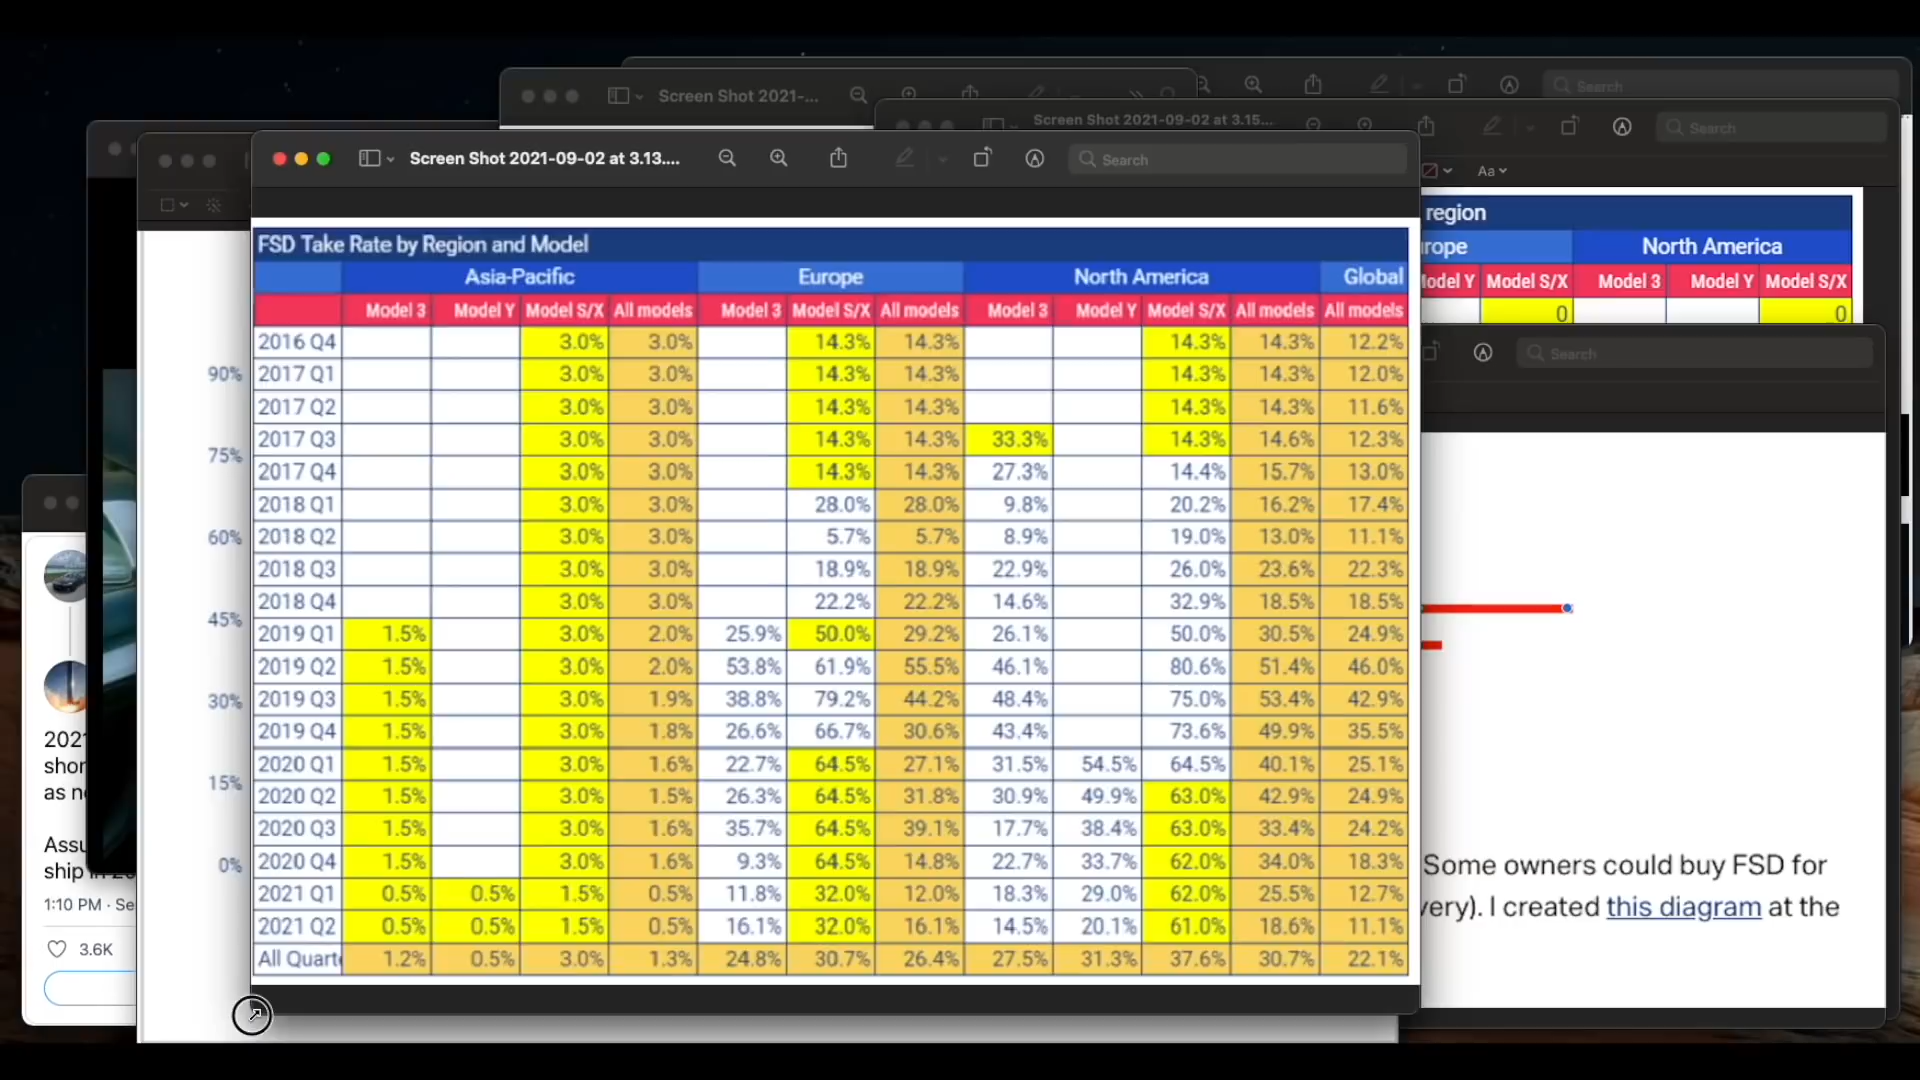 Screen Shot 2021-...
Search
Screen Shot 2021-09-02 at 3.15...
Search
Screen Shot 2021-09-02 at 3.13....
Search
Aa
region
rope
North America
Model Y Model S/X Model 3 Model Y Model S/X
0 0
Search
FSD Take Rate by Region and Model
Asia-Pacific Europe North America Global
Model 3 Model Y Model S/X All models Model 3 Model S/X All models Model 3 Model Y Model S/X All models All models
2016 Q4 3.0% 3.0% 14.3% 14.3% 14.3% 14.3% 12.2%
2017 Q1 3.0% 3.0% 14.3% 14.3% 14.3% 14.3% 12.0%
2017 Q2 3.0% 3.0% 14.3% 14.3% 14.3% 14.3% 11.6%
2017 Q3 3.0% 3.0% 14.3% 14.3% 33.3% 14.3% 14.6% 12.3%
2017 Q4 3.0% 3.0% 14.3% 14.3% 27.3% 14.4% 15.7% 13.0%
2018 Q1 3.0% 3.0% 28.0% 28.0% 9.8% 20.2% 16.2% 17.4%
2018 Q2 3.0% 3.0% 5.7% 5.7% 8.9% 19.0% 13.0% 11.1%
2018 Q3 3.0% 3.0% 18.9% 18.9% 22.9% 26.0% 23.6% 22.3%
2018 Q4 3.0% 3.0% 22.2% 22.2% 14.6% 32.9% 18.5% 18.5%
2019 Q1 1.5% 3.0% 2.0% 25.9% 50.0% 29.2% 26.1% 50.0% 30.5% 24.9%
2019 Q2 1.5% 3.0% 2.0% 53.8% 61.9% 55.5% 46.1% 80.6% 51.4% 46.0%
2019 Q3 1.5% 3.0% 1.9% 38.8% 79.2% 44.2% 48.4% 75.0% 53.4% 42.9%
2019 Q4 1.5% 3.0% 1.8% 26.6% 66.7% 30.6% 43.4% 73.6% 49.9% 35.5%
2020 Q1 1.5% 3.0% 1.6% 22.7% 64.5% 27.1% 31.5% 54.5% 64.5% 40.1% 25.1%
2020 Q2 1.5% 3.0% 1.5% 26.3% 64.5% 31.8% 30.9% 49.9% 63.0% 42.9% 24.9%
2020 Q3 1.5% 3.0% 1.6% 35.7% 64.5% 39.1% 17.7% 38.4% 63.0% 33.4% 24.2%
2020 Q4 1.5% 3.0% 1.6% 9.3% 64.5% 14.8% 22.7% 33.7% 62.0% 34.0% 18.3%
2021 Q1 0.5% 0.5% 1.5% 0.5% 11.8% 32.0% 12.0% 18.3% 29.0% 62.0% 25.5% 12.7%
2021 Q2 0.5% 0.5% 1.5% 0.5% 16.1% 32.0% 16.1% 14.5% 20.1% 61.0% 18.6% 11.1%
All Quart 1.2% 0.5% 3.0% 1.3% 24.8% 30.7% 26.4% 27.5% 31.3% 37.6% 30.7% 22.1%
90%
75%
60%
45%
30%
15%
0%
2021
shor
as n
Assu
ship in 20
1:10 PM · Se
3.6K
Some owners could buy FSD for
very). I created this diagram at the